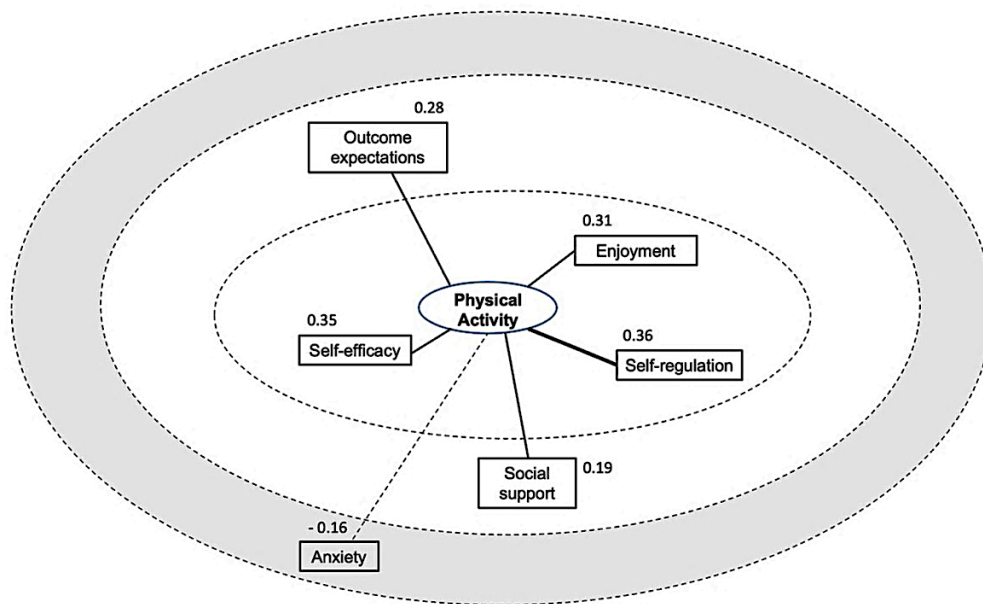 0.28
Outcome
expectations
0.31
Enjoyment
Physical
Activity
0.35
Self-efficacy
0.36
Self-regulation
Social
support
0.19
- 0.16
Anxiety